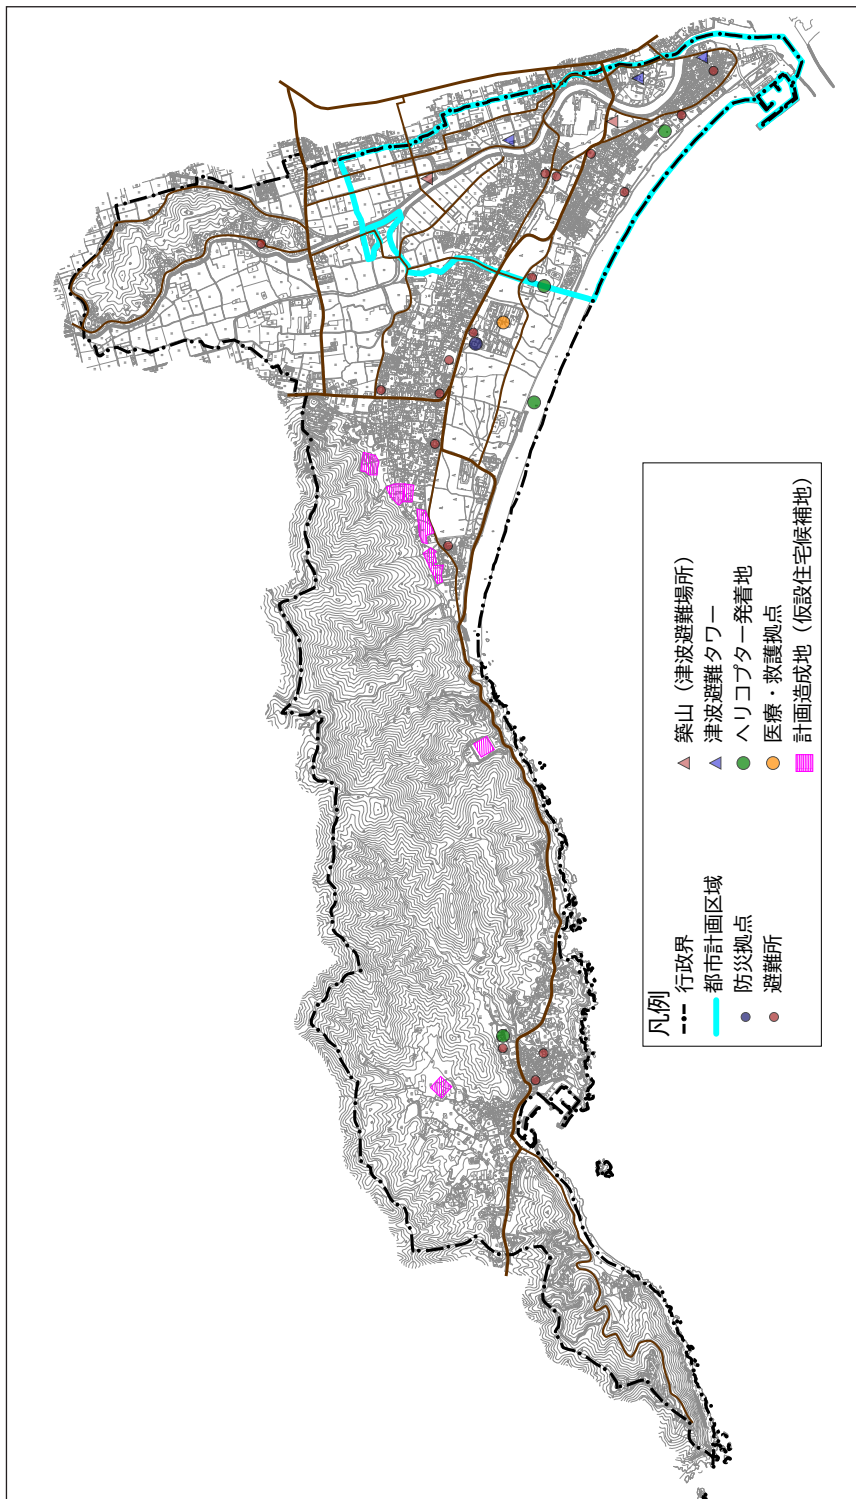 凡例
行政界
都市計画区域
防災拠点
避難所
築山（津波避難場所）
津波避難タワー
ヘリコプター発着地
医療・救護拠点
計画造成地（仮設住宅候補地）